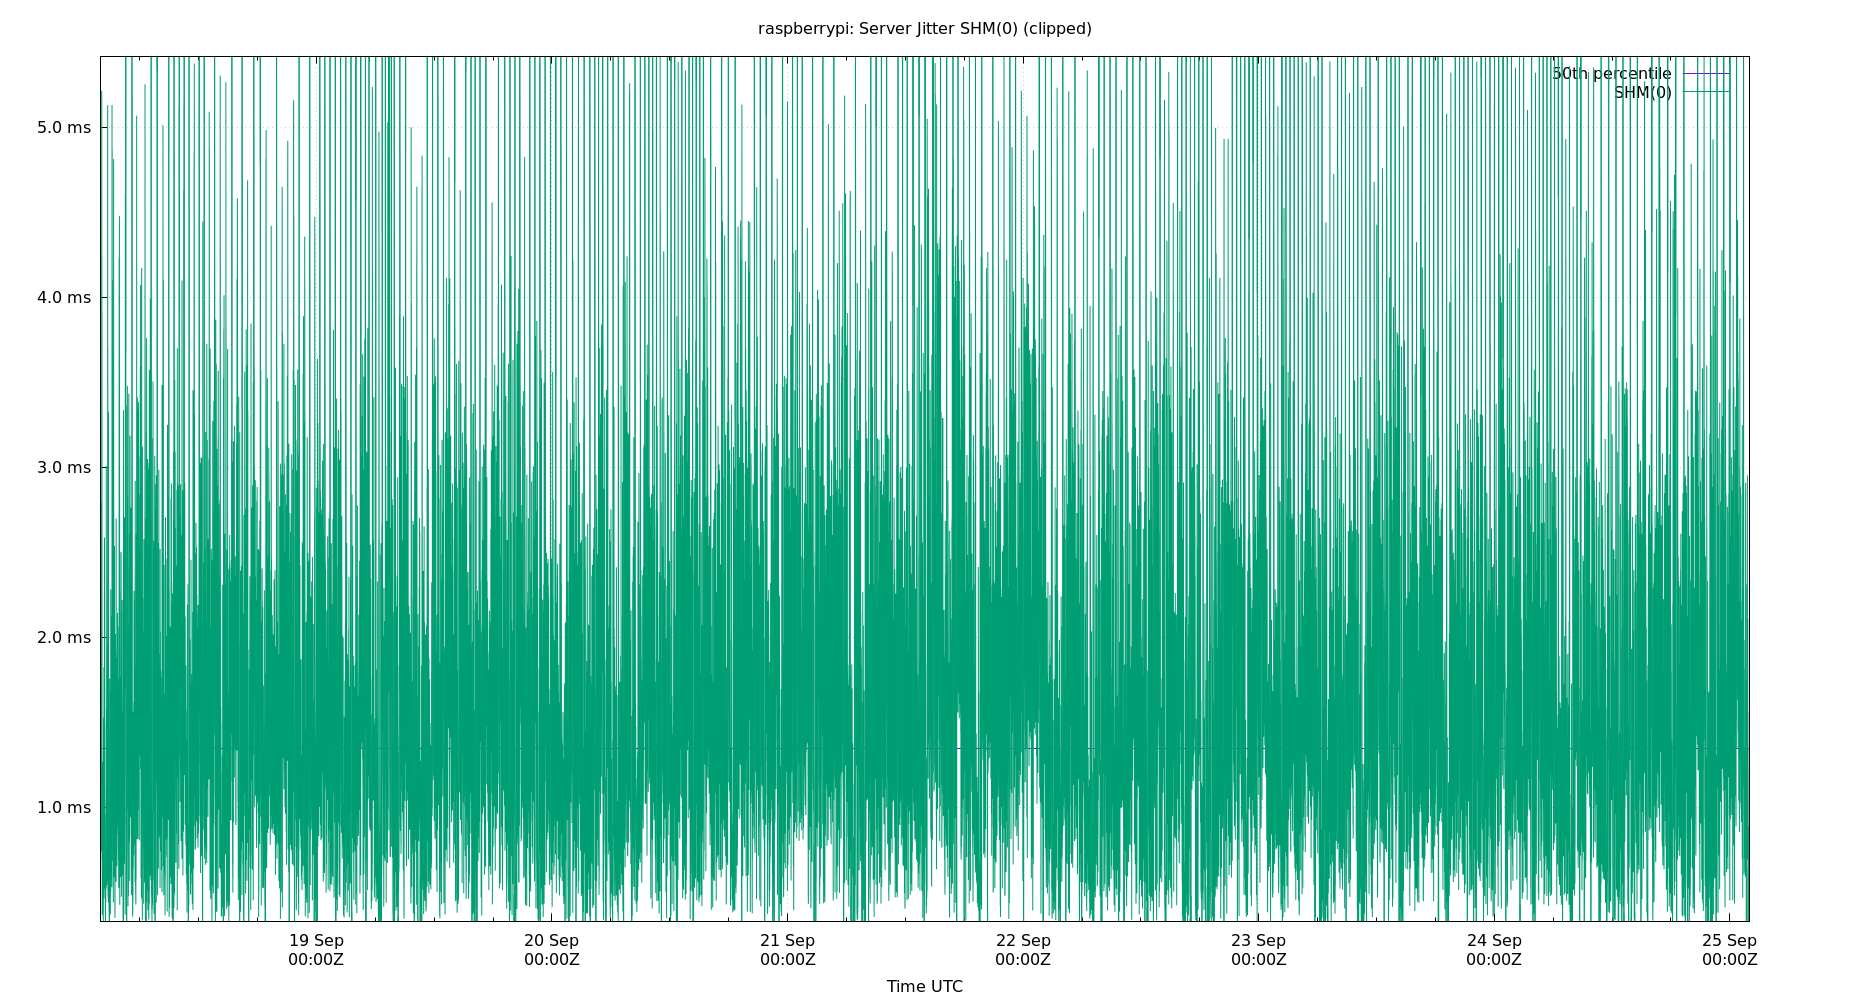 raspberrypi: Server Jitter SHM(0) (clipped)
50th percentile
SHM(0)
5.0 ms
4.0 ms
3.0 ms
2.0 ms
1.0 ms
19 Sep 20 Sep 21 Sep 22 Sep 23 Sep 24 Sep 25 Sep
00:00Z 00:00Z 00:00Z 00:00Z 00:00Z 00:00Z 00:00Z
Time UTC